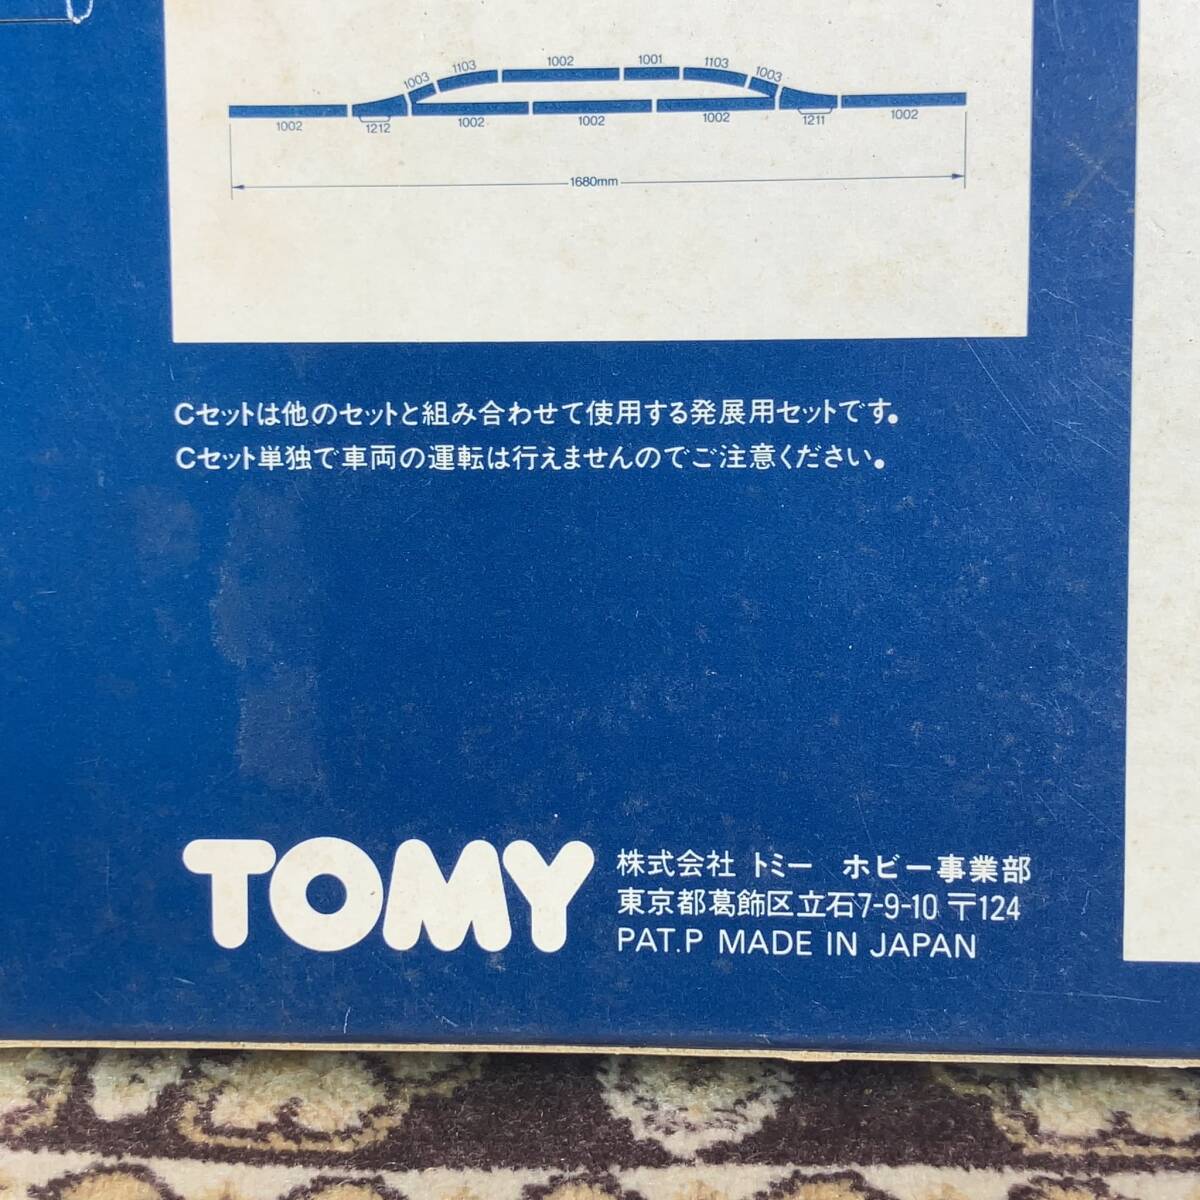 1003 1103 1002 1001 1103 1003
1002 1212 1002 1002 1002 1211 1002
1680mm
Cセットは他のセットと組み合わせて使用する発展用セットです。
Cセット単独で車両の運転は行えませんのでご注意ください。
TOMY
株式会社 トミー ホビー事業部
東京都葛飾区立石7-9-10 〒124
PAT.P MADE IN JAPAN